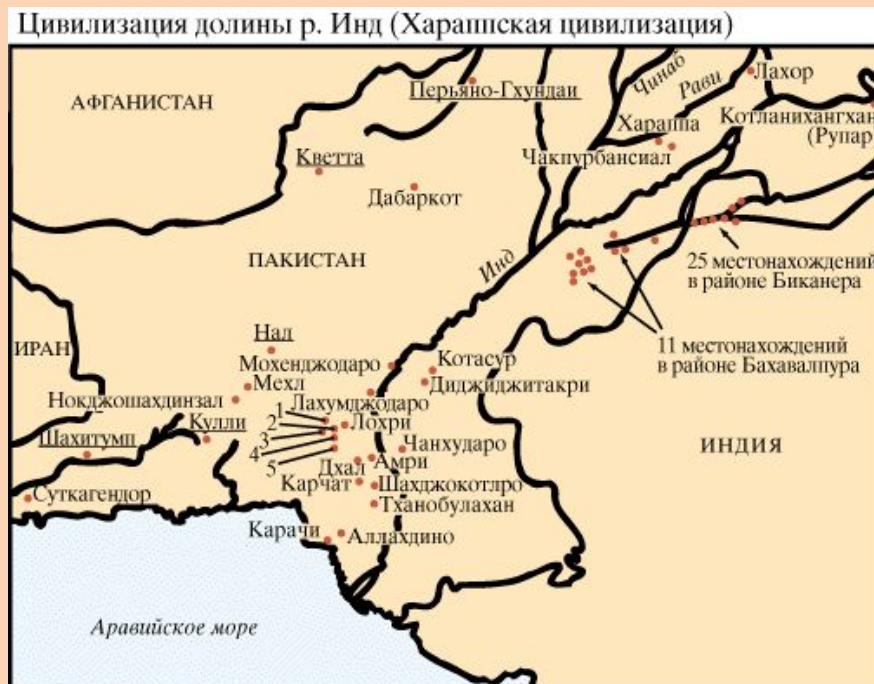 Цивилизация долины р. Инд (Хараппская цивилизация)
АФГАНИСТАН
Перьяно-Гхундаи
Чинаб
Рави
Лахор
Хараппа
Котланихангхан
(Рупар)
Чакпурбансиал
Кветта
Дабаркот
ПАКИСТАН
Инд
25 местонахождений
в районе Биканера
11 местонахождений
в районе Бахавалпура
ИРАН
Нал
Мохенджодаро
Котасур
Мехл
Диджиджитакри
Нокджошахдинзал
Лахумджодаро
1
2
3
4
5
Лохри
Кулли
Шахитумп
Чанхударо
ИНДИЯ
Дхал
Амри
Карчат
Шахджокотлро
Суткагендор
Тханобулахан
Карачи
Аллахдино
Аравийское море